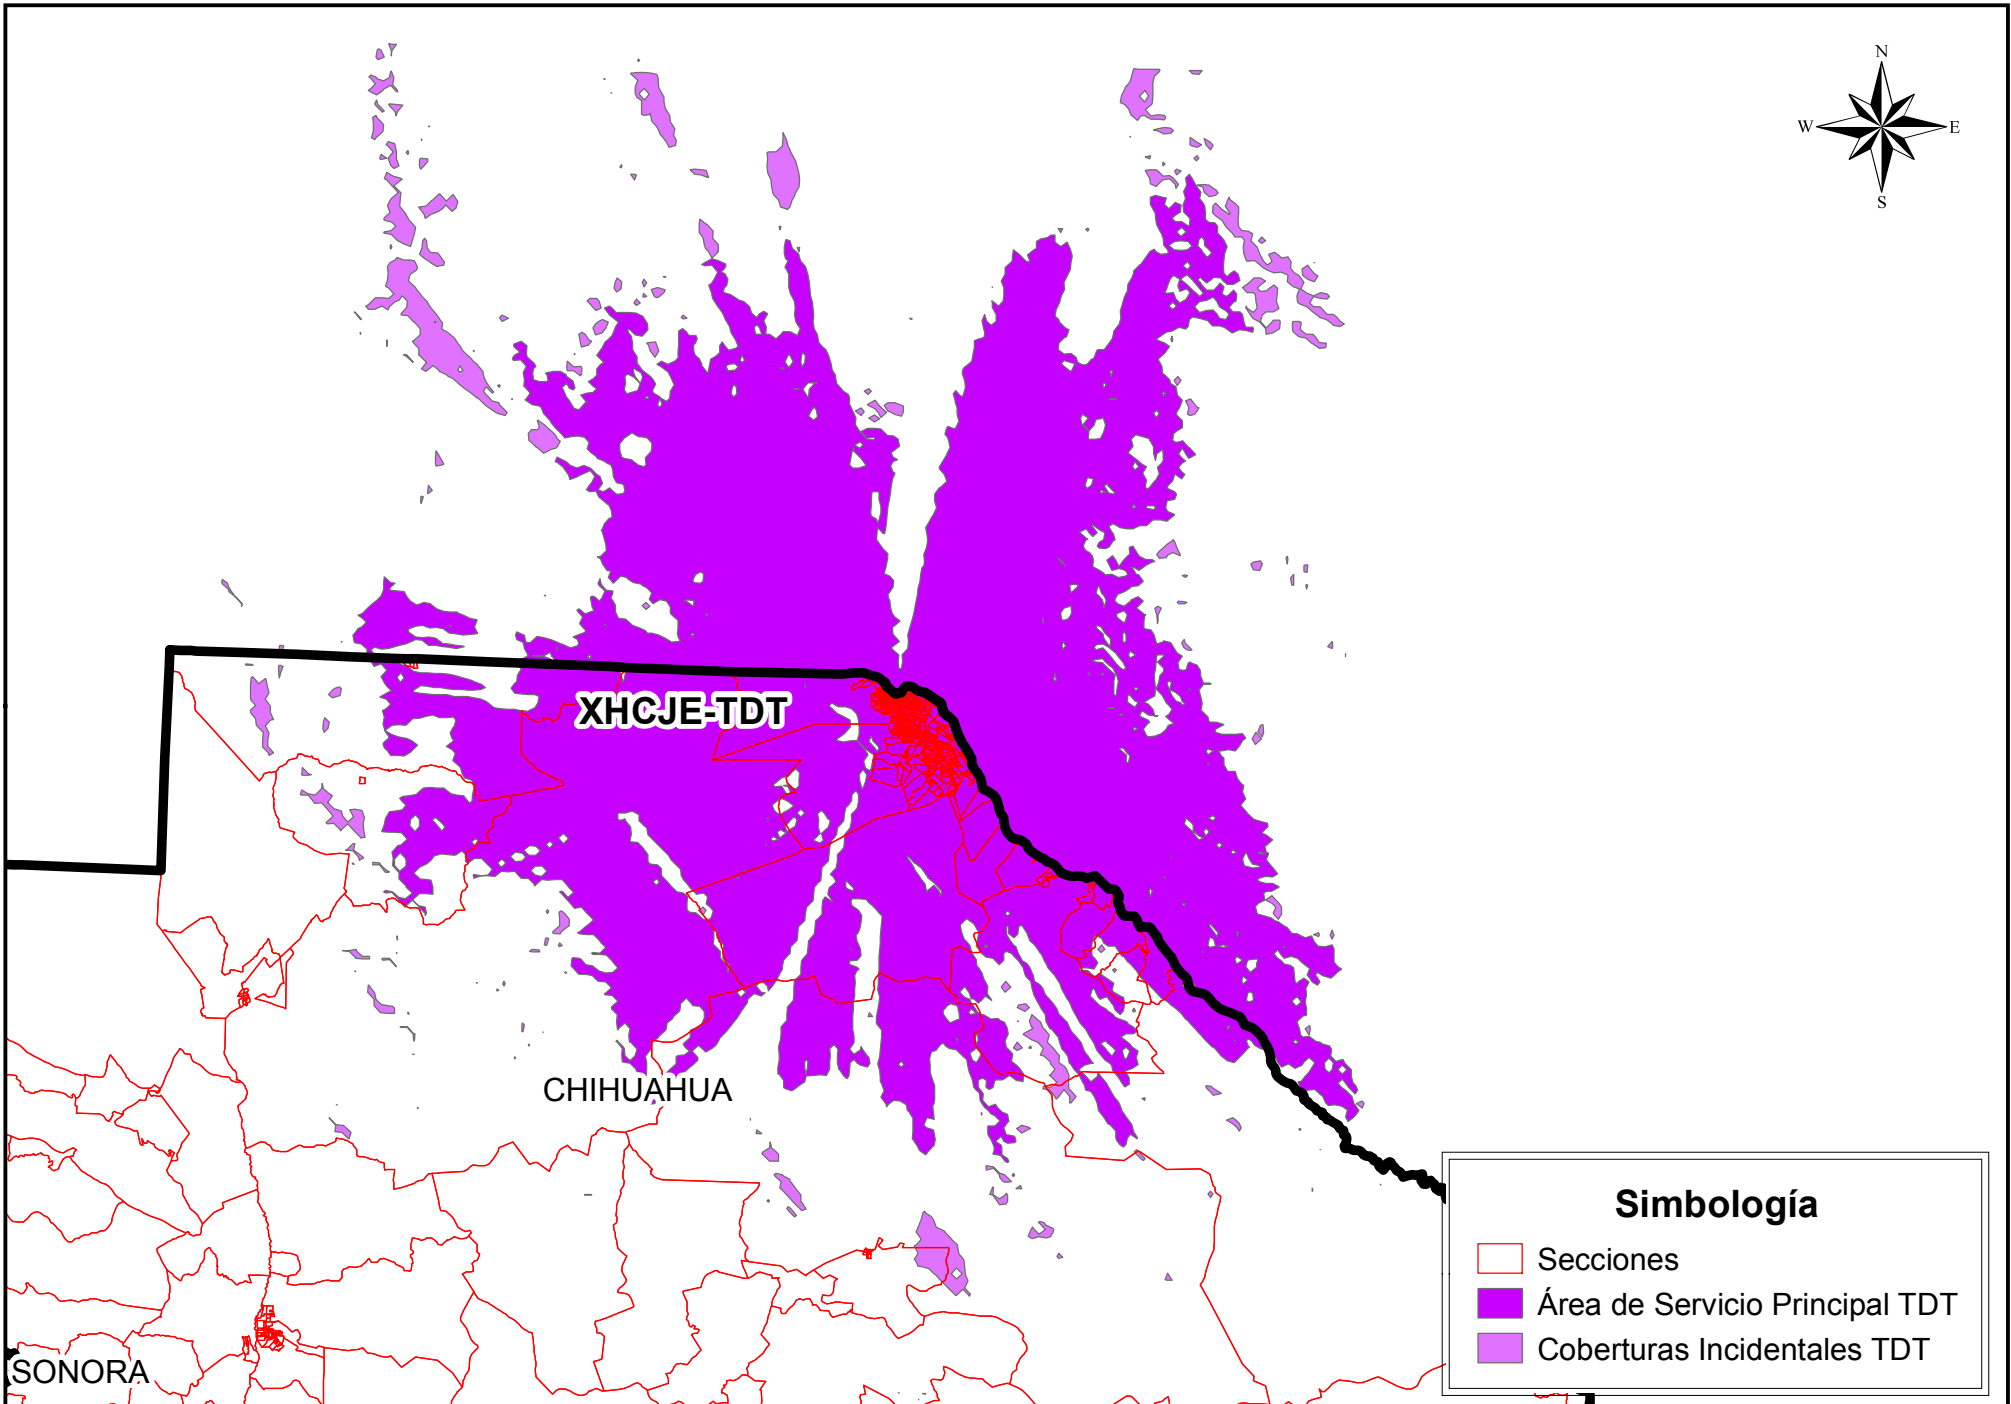 N
W E
S
XHCJE-TDT
CHIHUAHUA
Simbología
Secciones
Área de Servicio Principal TDT
Coberturas Incidentales TDT
SONORA